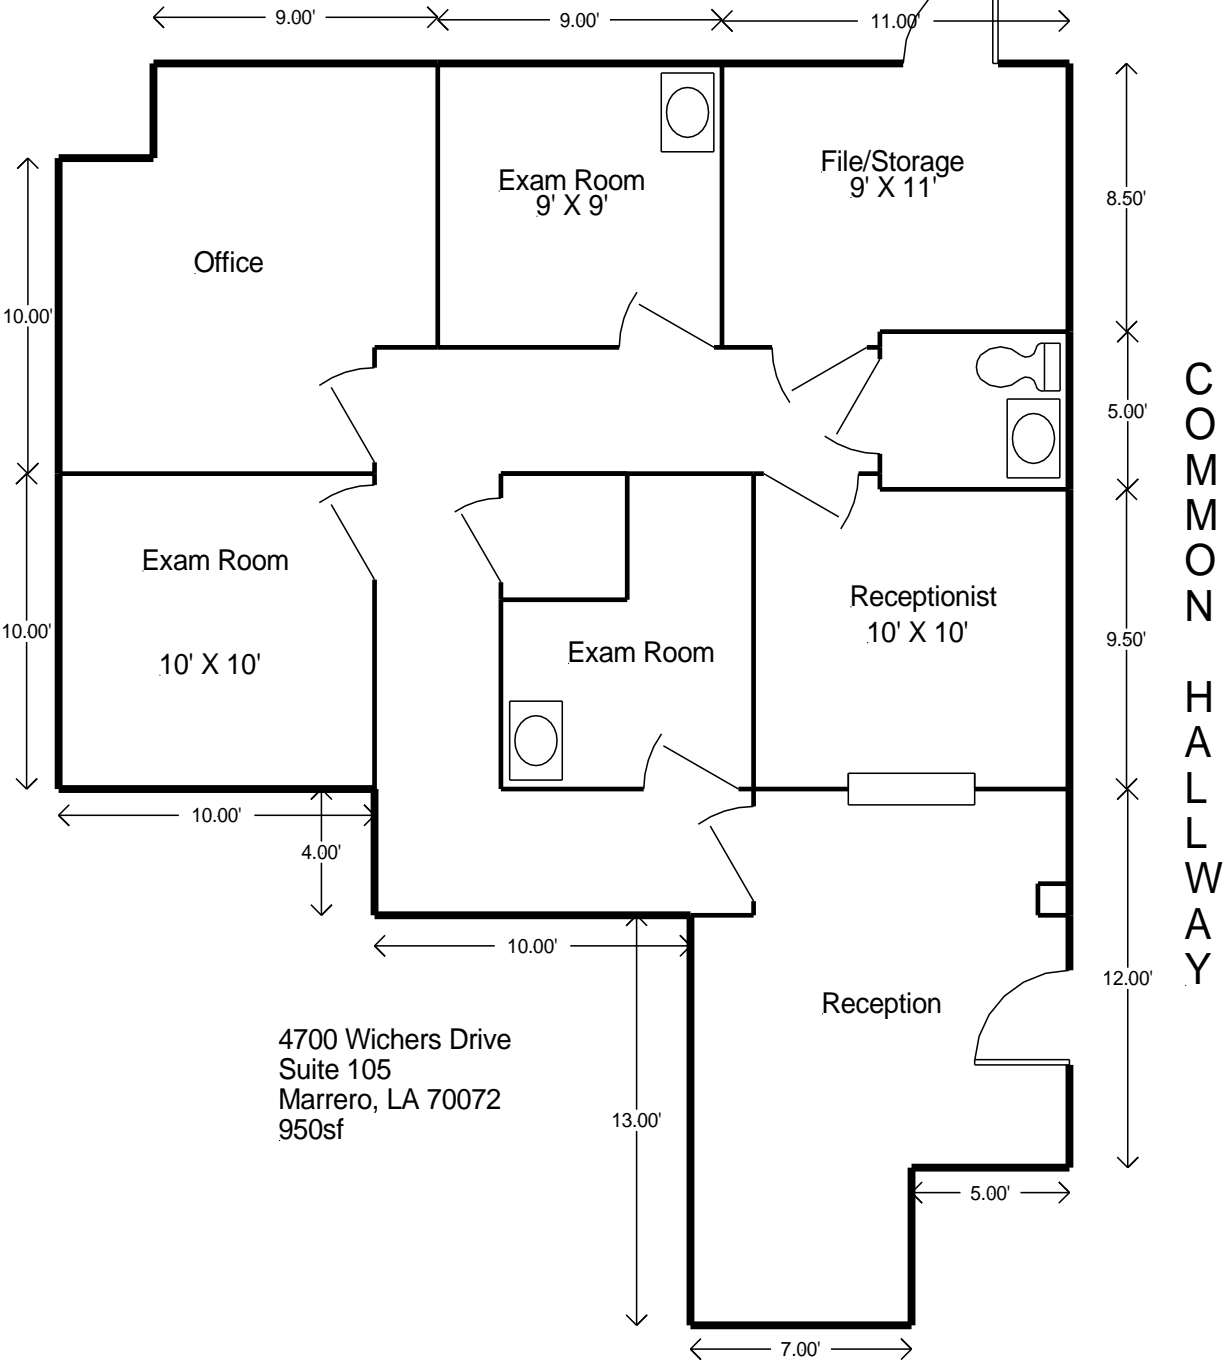 9.00'
9.00'
11.00'
Exam Room
9' X 9'
File/Storage
9' X 11'
8.50'
Office
10.00'
5.00'
COMMON HALLWAY
Exam Room
10' X 10'
10.00'
Exam Room
Receptionist
10' X 10'
9.50'
10.00'
4.00'
10.00'
Reception
12.00'
4700 Wichers Drive
Suite 105
Marrero, LA 70072
950sf
13.00'
5.00'
7.00'